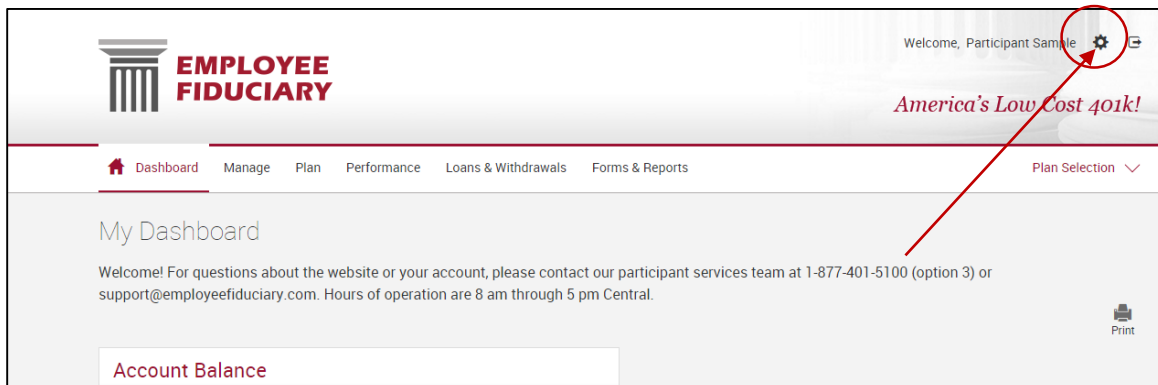 EMPLOYEE
FIDUCIARY
Welcome, Participant Sample
America's Low Cost 401k!
Dashboard Manage Plan Performance Loans & Withdrawals Forms & Reports Plan Selection
My Dashboard
Welcome! For questions about the website or your account, please contact our participant services team at 1-877-401-5100 (option 3) or
support@employeefiduciary.com. Hours of operation are 8 am through 5 pm Central.
Print
Account Balance